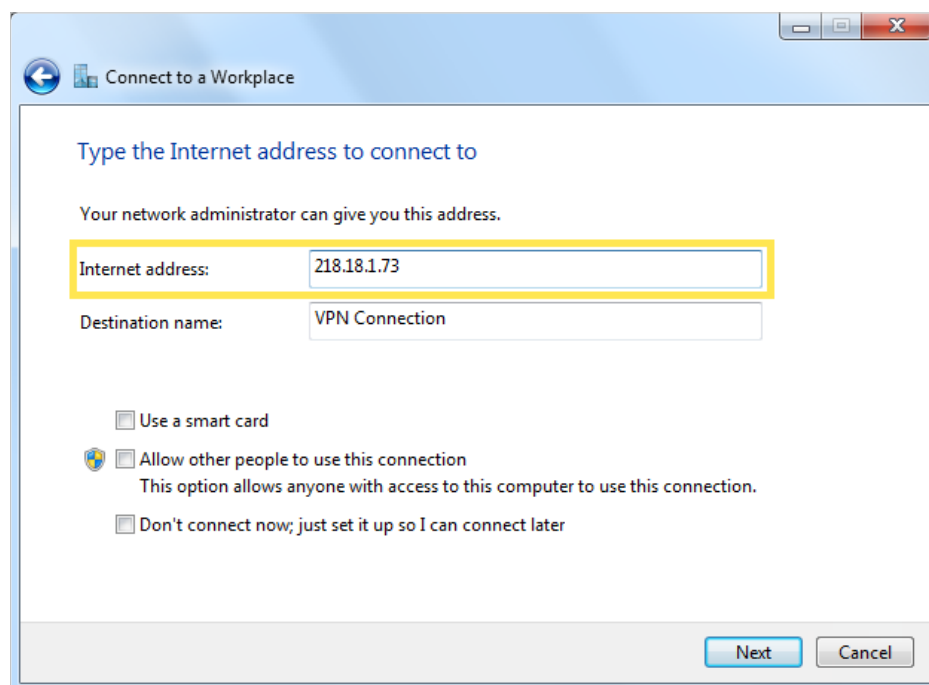 Connect to a Workplace
Type the Internet address to connect to
Your network administrator can give you this address.
Internet address: 218.18.1.73
Destination name: VPN Connection
Use a smart card
Allow other people to use this connection
This option allows anyone with access to this computer to use this connection.
Don't connect now; just set it up so I can connect later
Next Cancel